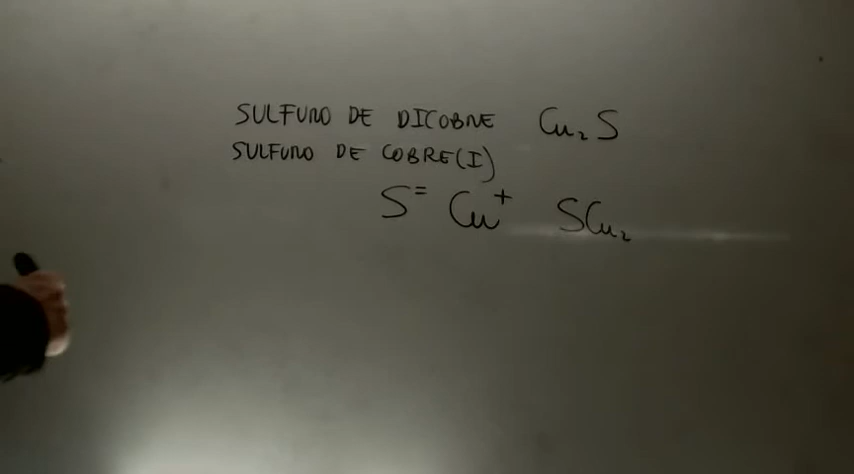 SULFURO DE DICOBRE Cu₂S
SULFURO DE COBRE(I)
S⁼ Cu⁺ SCu₂